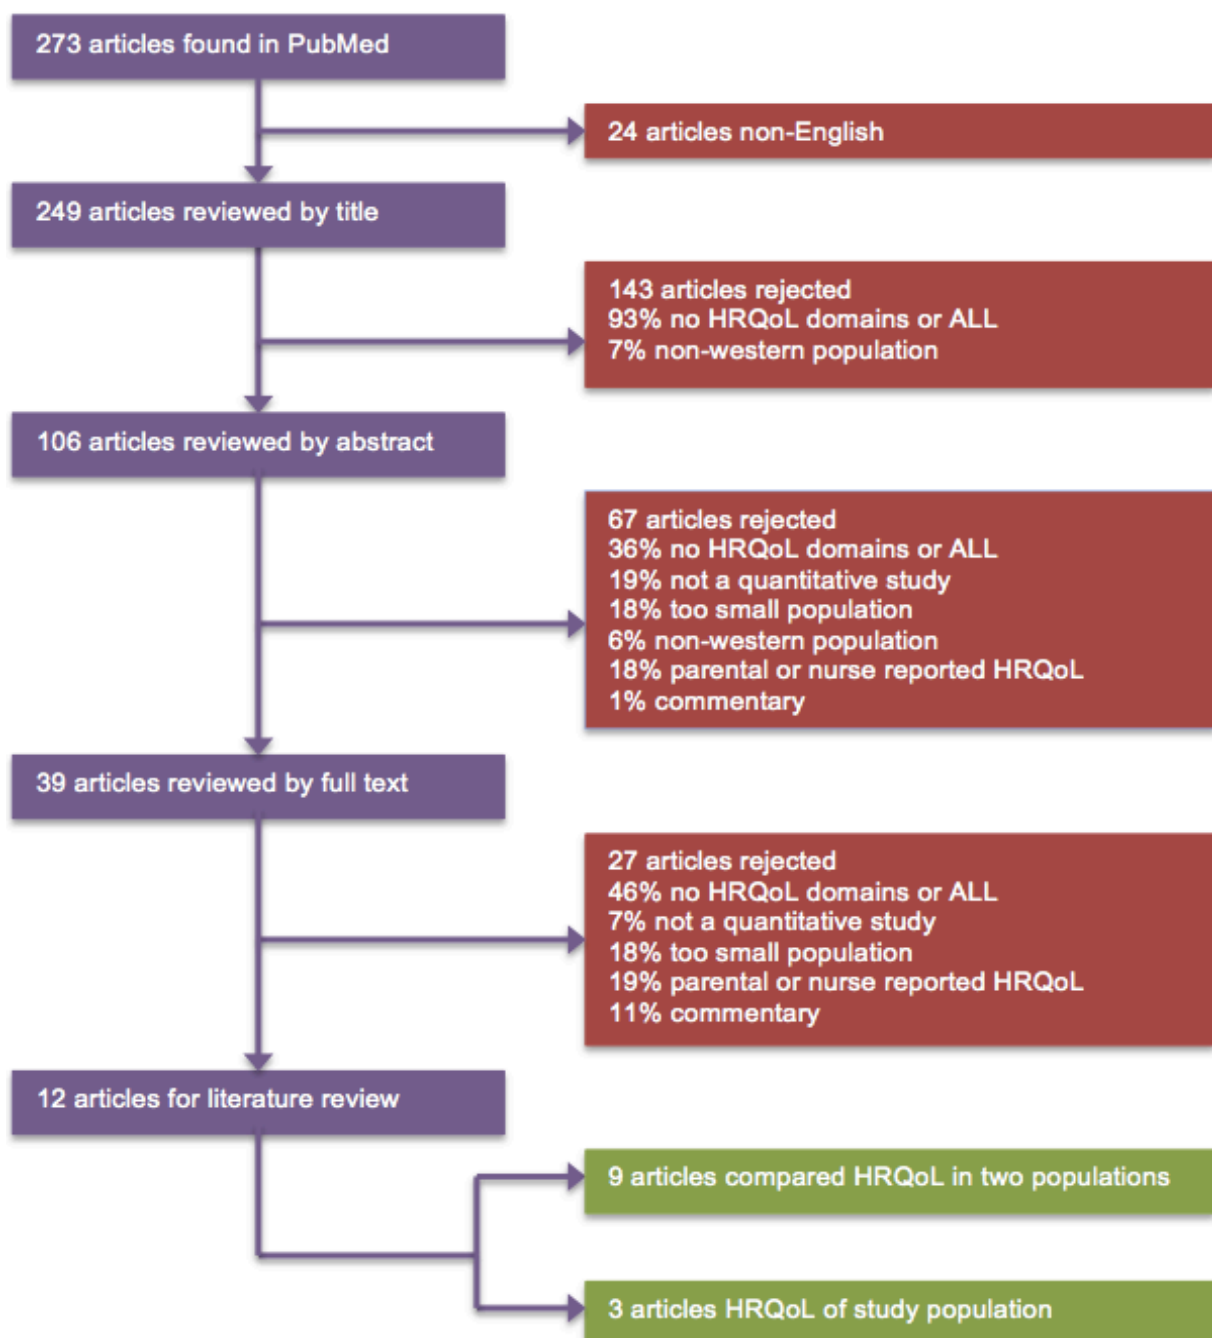 273 articles found in PubMed
24 articles non-English
249 articles reviewed by title
143 articles rejected
93% no HRQoL domains or ALL
7% non-western population
106 articles reviewed by abstract
67 articles rejected
36% no HRQoL domains or ALL
19% not a quantitative study
18% too small population
6% non-western population
18% parental or nurse reported HRQoL
1% commentary
39 articles reviewed by full text
27 articles rejected
46% no HRQoL domains or ALL
7% not a quantitative study
18% too small population
19% parental or nurse reported HRQoL
11% commentary
12 articles for literature review
9 articles compared HRQoL in two populations
3 articles HRQoL of study population